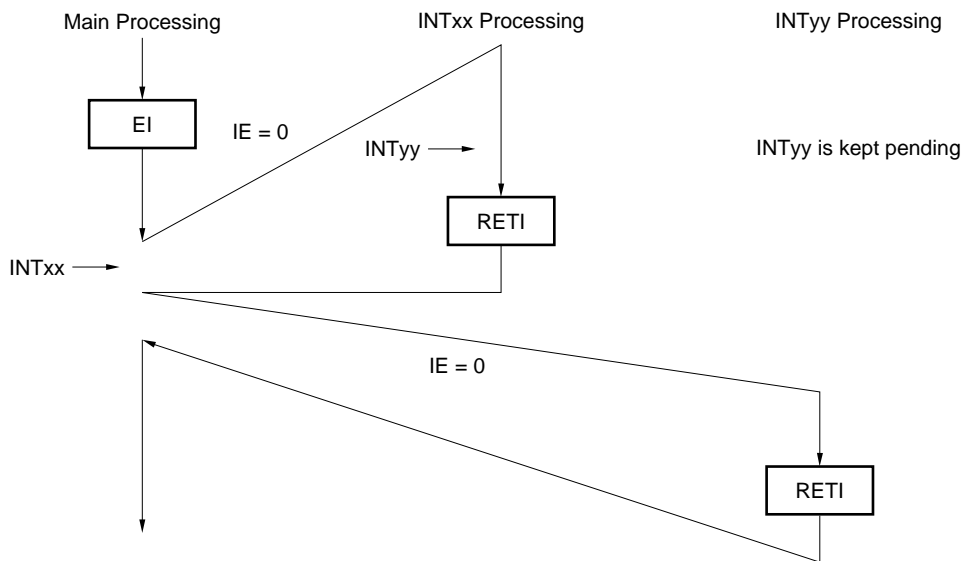 Main Processing
INTxx Processing
INTyy Processing
EI
IE = 0
INTyy
INTyy is kept pending
RETI
INTxx
IE = 0
RETI